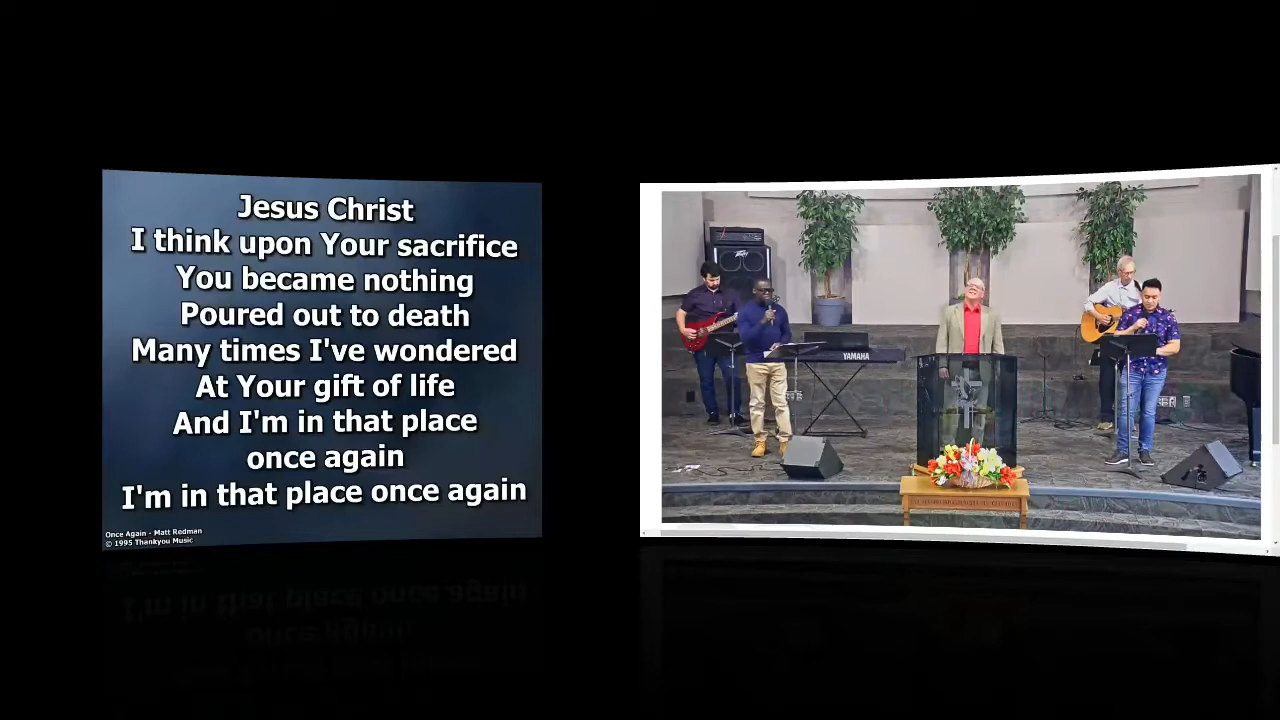 Jesus Christ
I think upon Your sacrifice
You became nothing
Poured out to death
Many times I've wondered
At Your gift of life
And I'm in that place
once again
I'm in that place once again
Once Again - Matt Redman
© 1995 Thankyou Music
PEAVEY
YAMAHA